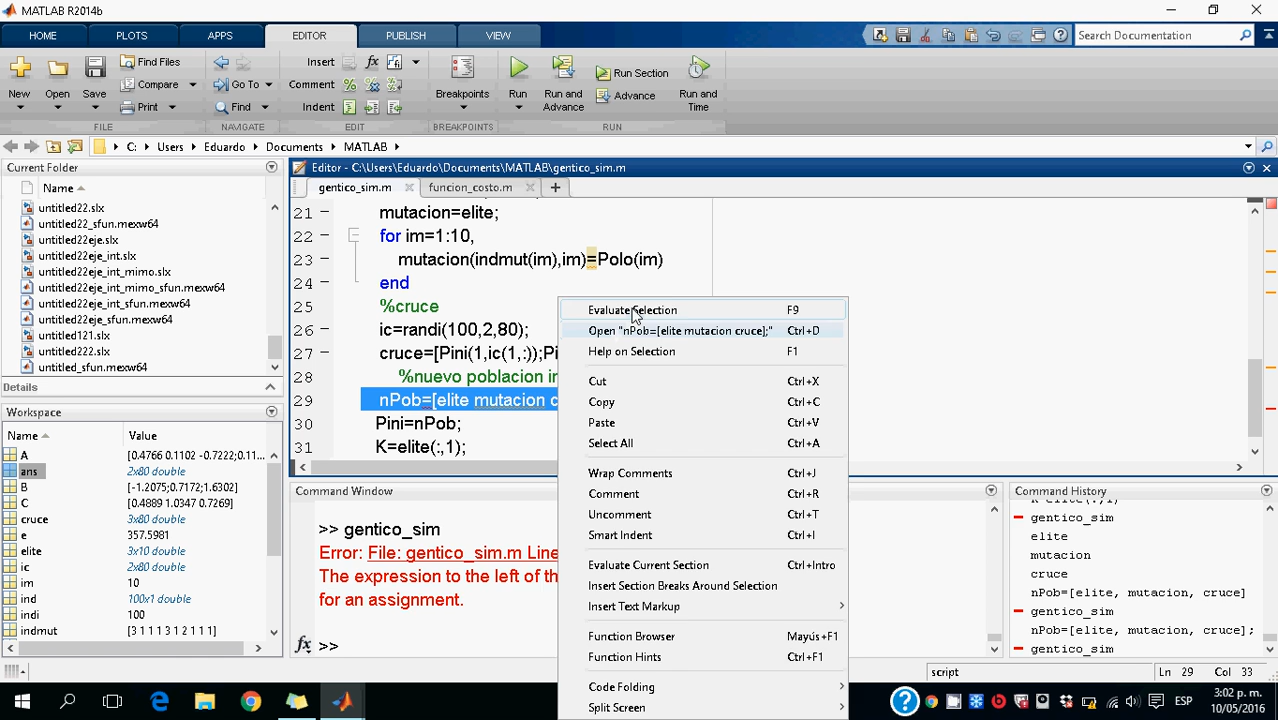 MATLAB R2014b
HOME PLOTS APPS EDITOR PUBLISH VIEW Search Documentation
New Open Save Find Files Compare Print
Go To Find
Insert fx
Comment
Indent
Breakpoints
Run Run and Advance Run Section Advance Run and Time
FILE NAVIGATE EDIT BREAKPOINTS RUN
C: Users Eduardo Documents MATLAB
Current Folder
Name
untitled22.slx
untitled22_sfun.mexw64
untitled22eje.slx
untitled22eje_int.slx
untitled22eje_int_mimo.slx
untitled22eje_int_mimo_sfun.mexw64
untitled22eje_sfun.mexw64
untitled121.slx
untitled222.slx
untitled_sfun.mexw64
Details
Workspace
Name Value
A [0.4766 0.1102 -0.7222;0.11...
ans 2x80 double
B [-1.2075;0.7172;1.6302]
C [0.4889 1.0347 0.7269]
cruce 3x80 double
e 357.5981
elite 3x10 double
ic 2x80 double
im 10
ind 100x1 double
indi 100
indmut [3 1 1 1 3 1 2 1 1 1]
Editor - C:\Users\Eduardo\Documents\MATLAB\gentico_sim.m
gentico_sim.m funcion_costo.m
21 mutacion=elite;
22 for im=1:10,
23 mutacion(indmut(im),im)=Polo(im)
24 end
25 %cruce
26 ic=randi(100,2,80);
27 cruce=[Pini(1,ic(1,:));Pi
28 %nuevo poblacion in
29 nPob=[elite mutacion c
30 Pini=nPob;
31 K=elite(:,1);
Evaluate Selection F9
Open "nPob=[elite mutacion cruce];" Ctrl+D
Help on Selection F1
Cut Ctrl+X
Copy Ctrl+C
Paste Ctrl+V
Select All Ctrl+A
Wrap Comments Ctrl+J
Comment Ctrl+R
Uncomment Ctrl+T
Smart Indent Ctrl+I
Evaluate Current Section Ctrl+Intro
Insert Section Breaks Around Selection
Insert Text Markup
Function Browser Mayús+F1
Function Hints Ctrl+F1
Code Folding
Split Screen
Command Window
>> gentico_sim
Error: File: gentico_sim.m Line
The expression to the left of th
for an assignment.
fx >>
Command History
gentico_sim
elite
mutacion
cruce
nPob=[elite, mutacion, cruce]
gentico_sim
nPob=[elite, mutacion, cruce];
gentico_sim
script Ln 29 Col 33
ESP
3:02 p. m.
10/05/2016